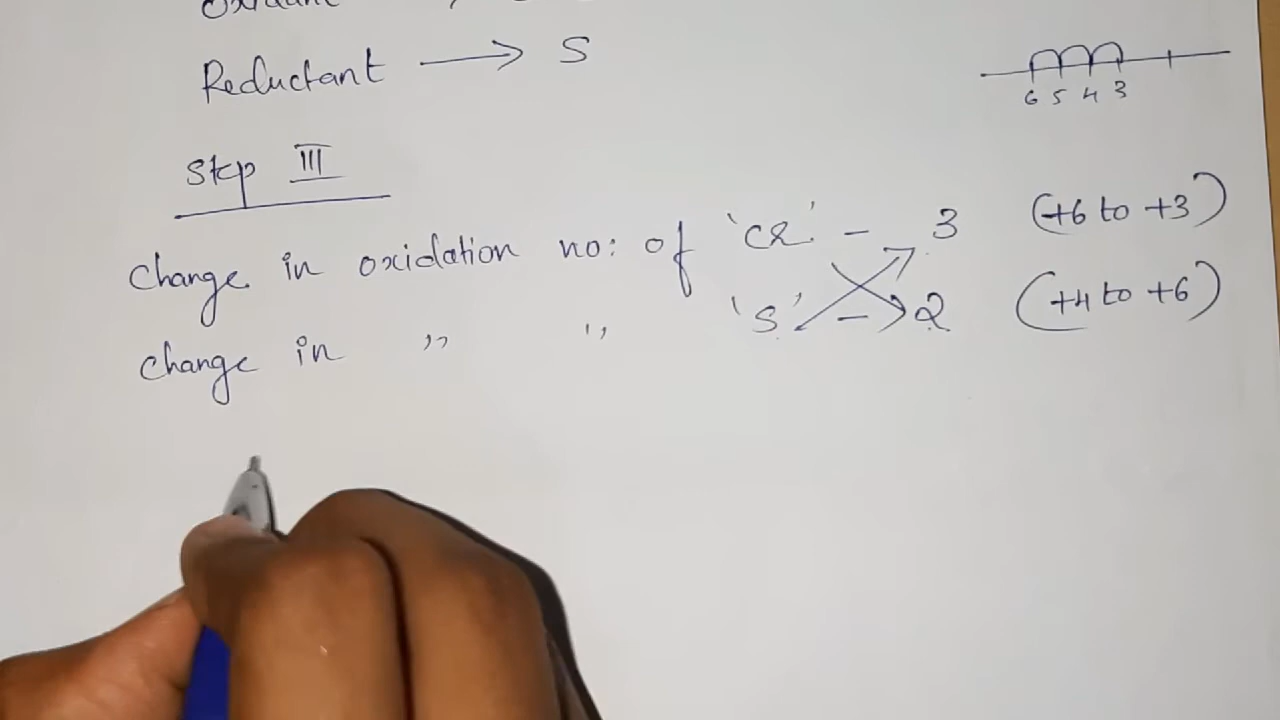 Oxidant
Reductant → S
6 5 4 3
Step III
Change in oxidation no: of 'Cr' - 3 (+6 to +3)
Change in ,, ,, 'S' - 2 (+4 to +6)